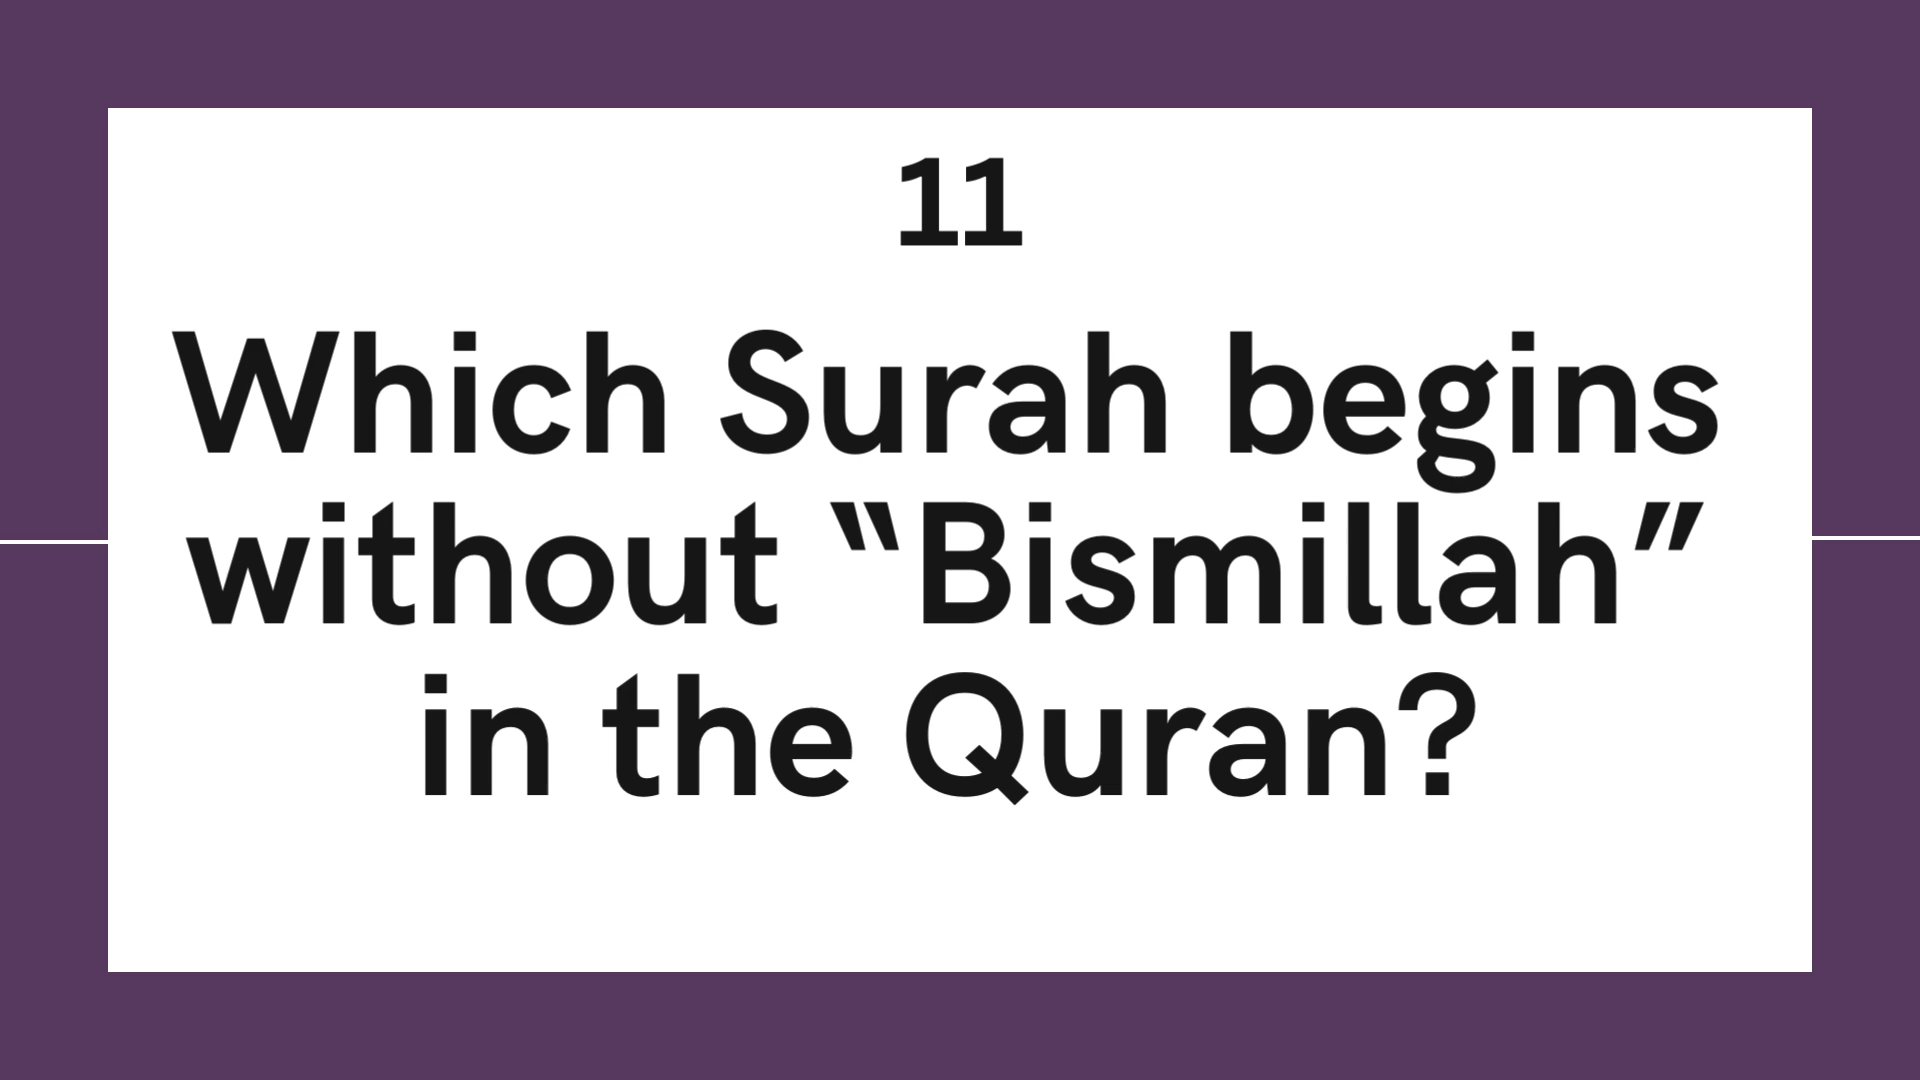 11
Which Surah begins
without “Bismillah”
in the Quran?